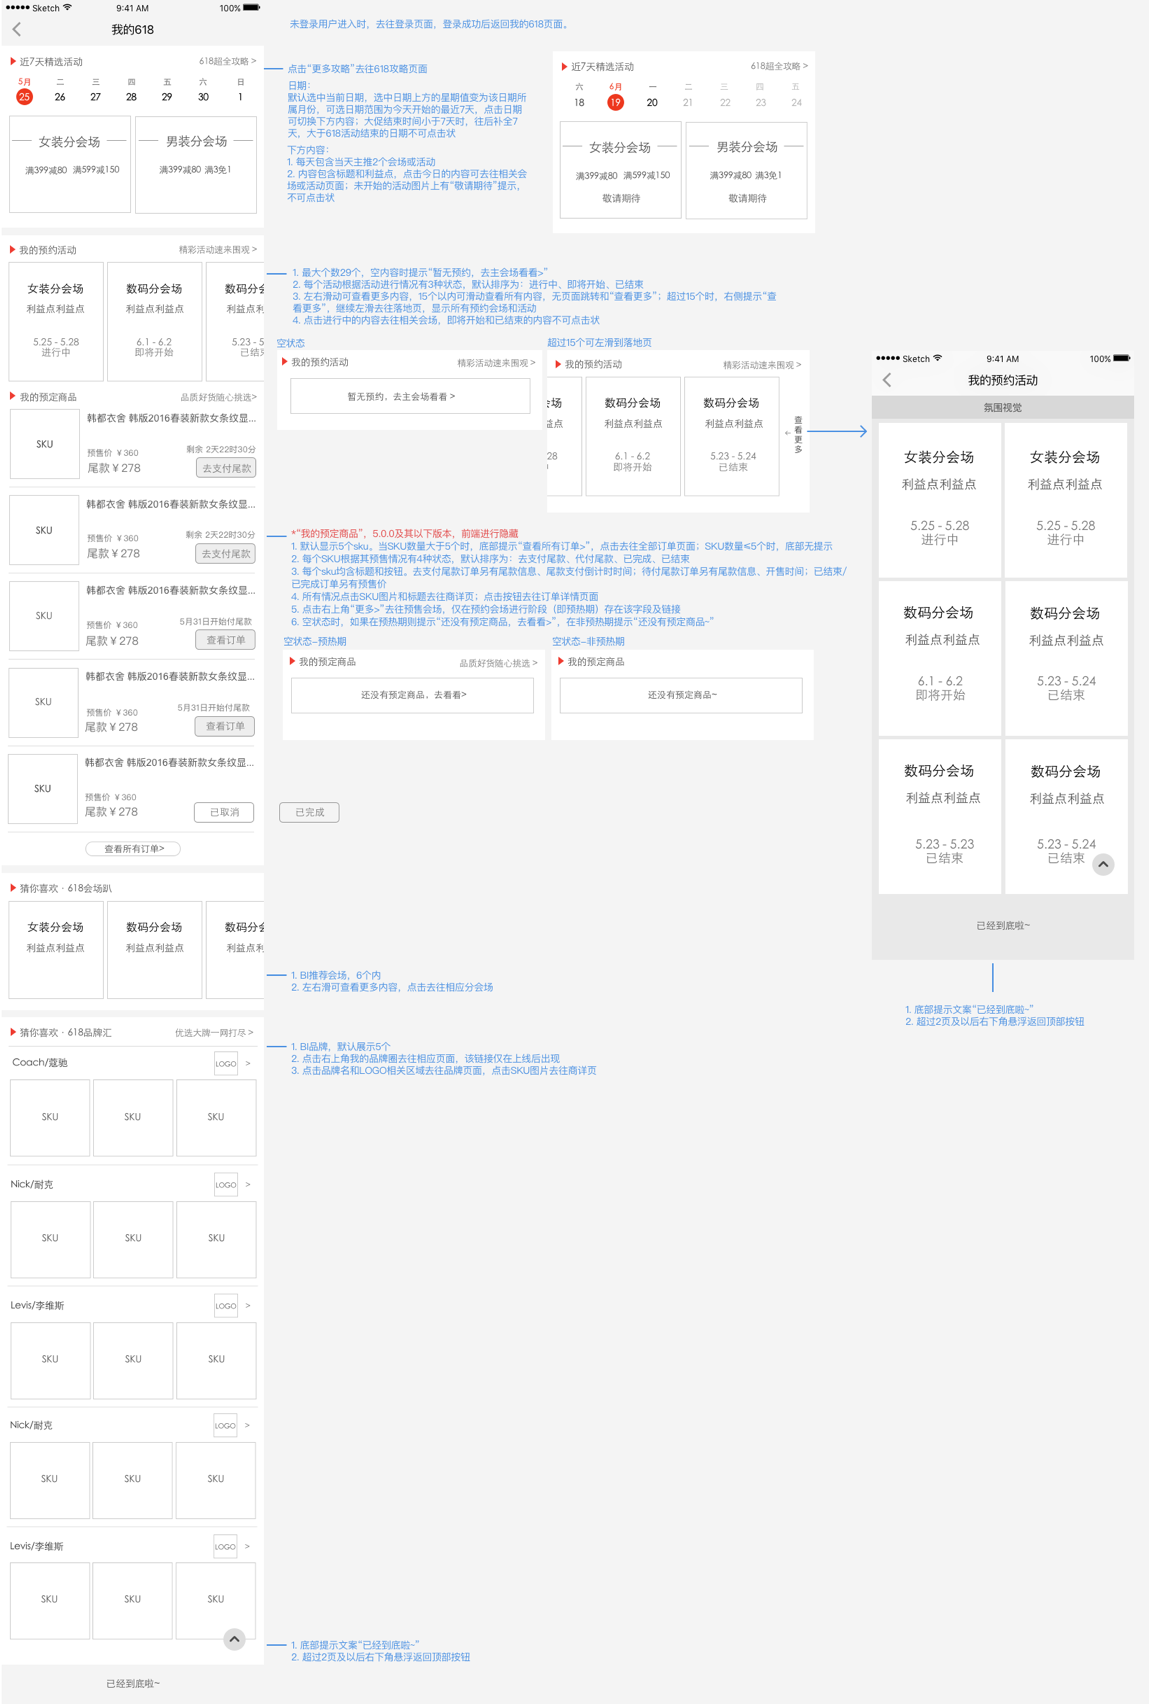 Sketch 9:41 AM 100%
我的618
近7天精选活动 618超全攻略 >
5月 二 三 四 五 六 日
25 26 27 28 29 30 1
女装分会场 男装分会场
满399减80 满599减150 满399减80 满3免1
我的预约活动 精彩活动速来围观 >
女装分会场 数码分会场 数码分会
利益点利益点 利益点利益点 利益点利
5.25 - 5.28 6.1 - 6.2 5.23 - 5
进行中 即将开始 已结束
我的预定商品 品质好货随心挑选>
SKU
韩都衣舍 韩版2016春装新款女条纹显...
预售价 ¥360 剩余 2天22时30分
尾款¥278 去支付尾款
SKU
韩都衣舍 韩版2016春装新款女条纹显...
预售价 ¥360 剩余 2天22时30分
尾款¥278 去支付尾款
SKU
韩都衣舍 韩版2016春装新款女条纹显...
预售价 ¥360 5月31日开始付尾款
尾款¥278 查看订单
SKU
韩都衣舍 韩版2016春装新款女条纹显...
预售价 ¥360 5月31日开始付尾款
尾款¥278 查看订单
SKU
韩都衣舍 韩版2016春装新款女条纹显...
预售价 ¥360
尾款¥278 已取消
查看所有订单>
猜你喜欢 · 618会场趴
女装分会场 数码分会场 数码分会
利益点利益点 利益点利益点 利益点利
猜你喜欢 · 618品牌汇 优选大牌一网打尽 >
Coach/蔻驰 LOGO >
SKU SKU SKU
Nick/耐克 LOGO >
SKU SKU SKU
Levis/李维斯 LOGO >
SKU SKU SKU
Nick/耐克 LOGO >
SKU SKU SKU
Levis/李维斯 LOGO >
SKU SKU SKU
已经到底啦~
未登录用户进入时，去往登录页面，登录成功后返回我的618页面。
点击“更多攻略”去往618攻略页面
日期：
默认选中当前日期，选中日期上方的星期值变为该日期所
属月份，可选日期范围为今天开始的最近7天，点击日期
可切换下方内容；大促结束时间小于7天时，往后补全7
天，大于618活动结束的日期不可点击状
下方内容：
1. 每天包含当天主推2个会场或活动
2. 内容包含标题和利益点，点击今日的内容可去往相关会
场或活动页面；未开始的活动图片上有“敬请期待”提示，
不可点击状
近7天精选活动 618超全攻略 >
六 6月 一 二 三 四 五
18 19 20 21 22 23 24
女装分会场 男装分会场
满399减80 满599减150 满399减80 满3免1
敬请期待 敬请期待
1. 最大个数29个，空内容时提示“暂无预约，去主会场看看>”
2. 每个活动根据活动进行情况有3种状态，默认排序为：进行中、即将开始、已结束
3. 左右滑动可查看更多内容，15个以内可滑动查看所有内容，无页面跳转和“查看更多”；超过15个时，右侧提示“查
看更多”，继续左滑去往落地页，显示所有预约会场和活动
4. 点击进行中的内容去往相关会场，即将开始和已结束的内容不可点击状
空状态
我的预约活动 精彩活动速来围观 >
暂无预约，去主会场看看 >
超过15个可左滑到落地页
我的预约活动 精彩活动速来围观 >
场 数码分会场 数码分会场
益点 利益点利益点 利益点利益点
28 6.1 - 6.2 5.23 - 5.24
即将开始 已结束
查看更多
*“我的预定商品”，5.0.0及其以下版本，前端进行隐藏
1. 默认显示5个sku。当SKU数量大于5个时，底部提示“查看所有订单>”，点击去往全部订单页面；SKU数量≤5个时，底部无提示
2. 每个SKU根据其预售情况有4种状态，默认排序为：去支付尾款、代付尾款、已完成、已结束
3. 每个sku均含标题和按钮。去支付尾款订单另有尾款信息、尾款支付倒计时时间；待付尾款订单另有尾款信息、开售时间；已结束/
已完成订单另有预售价
4. 所有情况点击SKU图片和标题去往商详页；点击按钮去往订单详情页面
5. 点击右上角“更多>”去往预售会场，仅在预约会场进行阶段（即预热期）存在该字段及链接
6. 空状态时，如果在预热期则提示“还没有预定商品，去看看>”，在非预热期提示“还没有预定商品~”
空状态-预热期
我的预定商品 品质好货随心挑选 >
还没有预定商品，去看看>
空状态-非预热期
我的预定商品
还没有预定商品~
已完成
1. BI推荐会场，6个内
2. 左右滑可查看更多内容，点击去往相应分会场
1. BI品牌，默认展示5个
2. 点击右上角我的品牌圈去往相应页面，该链接仅在上线后出现
3. 点击品牌名和LOGO相关区域去往品牌页面，点击SKU图片去往商详页
1. 底部提示文案“已经到底啦~”
2. 超过2页及以后右下角悬浮返回顶部按钮
Sketch 9:41 AM 100%
我的预约活动
氛围视觉
女装分会场 女装分会场
利益点利益点 利益点利益点
5.25 - 5.28 5.25 - 5.28
进行中 进行中
数码分会场 数码分会场
利益点利益点 利益点利益点
6.1 - 6.2 5.23 - 5.24
即将开始 已结束
数码分会场 数码分会场
利益点利益点 利益点利益点
5.23 - 5.23 5.23 - 5.24
已结束 已结束
已经到底啦~
1. 底部提示文案“已经到底啦~”
2. 超过2页及以后右下角悬浮返回顶部按钮